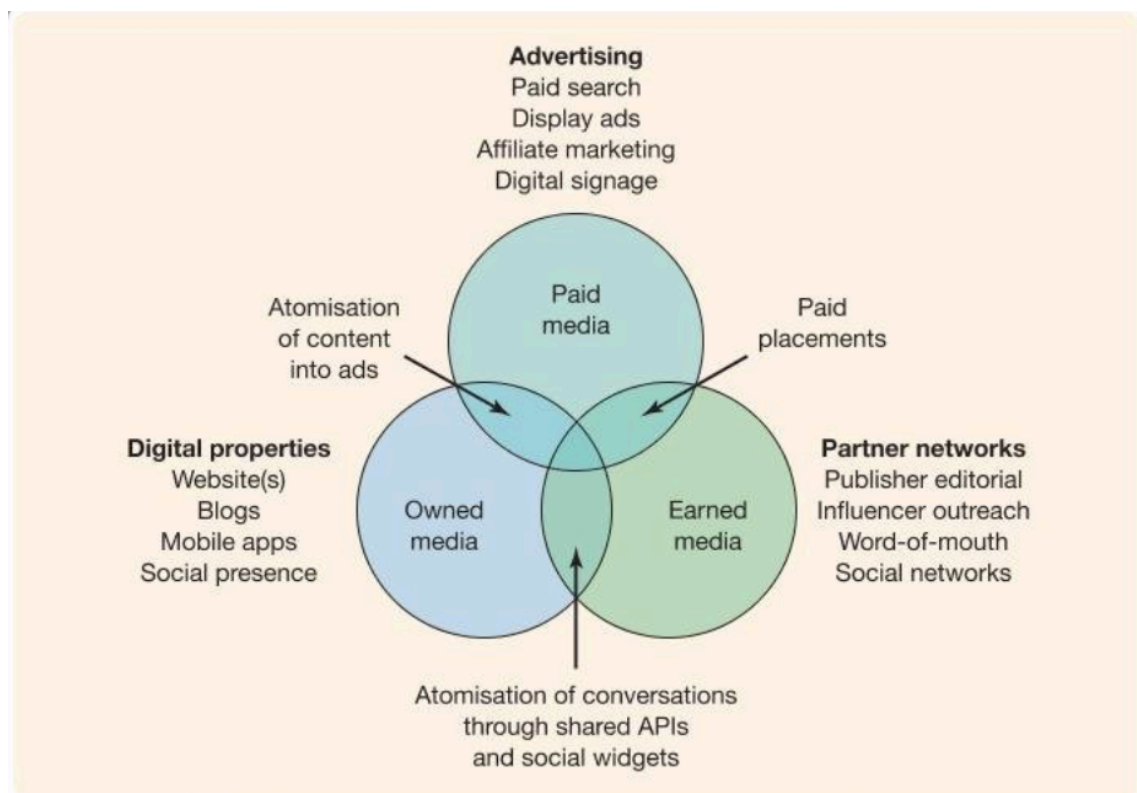 Advertising
Paid search
Display ads
Affiliate marketing
Digital signage
Paid
media
Atomisation
of content
into ads
Paid
placements
Digital properties
Website(s)
Blogs
Mobile apps
Social presence
Owned
media
Earned
media
Partner networks
Publisher editorial
Influencer outreach
Word-of-mouth
Social networks
Atomisation of conversations
through shared APIs
and social widgets